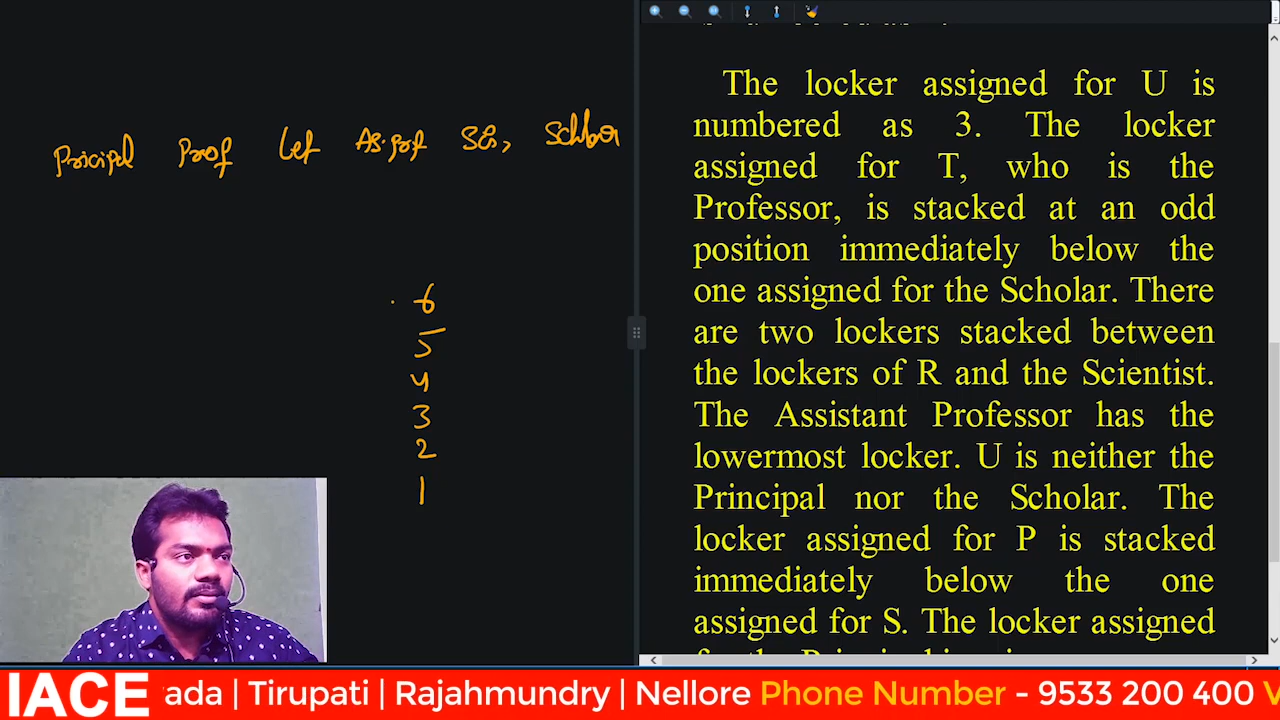 Pricipal Prof Lef As.prf Sci, Schlour
6
5
4
3
2
1
The locker assigned for U is
numbered as 3. The locker
assigned for T, who is the
Professor, is stacked at an odd
position immediately below the
one assigned for the Scholar. There
are two lockers stacked between
the lockers of R and the Scientist.
The Assistant Professor has the
lowermost locker. U is neither the
Principal nor the Scholar. The
locker assigned for P is stacked
immediately below the one
assigned for S. The locker assigned
IACE
ada | Tirupati | Rajahmundry | Nellore Phone Number - 9533 200 400 V